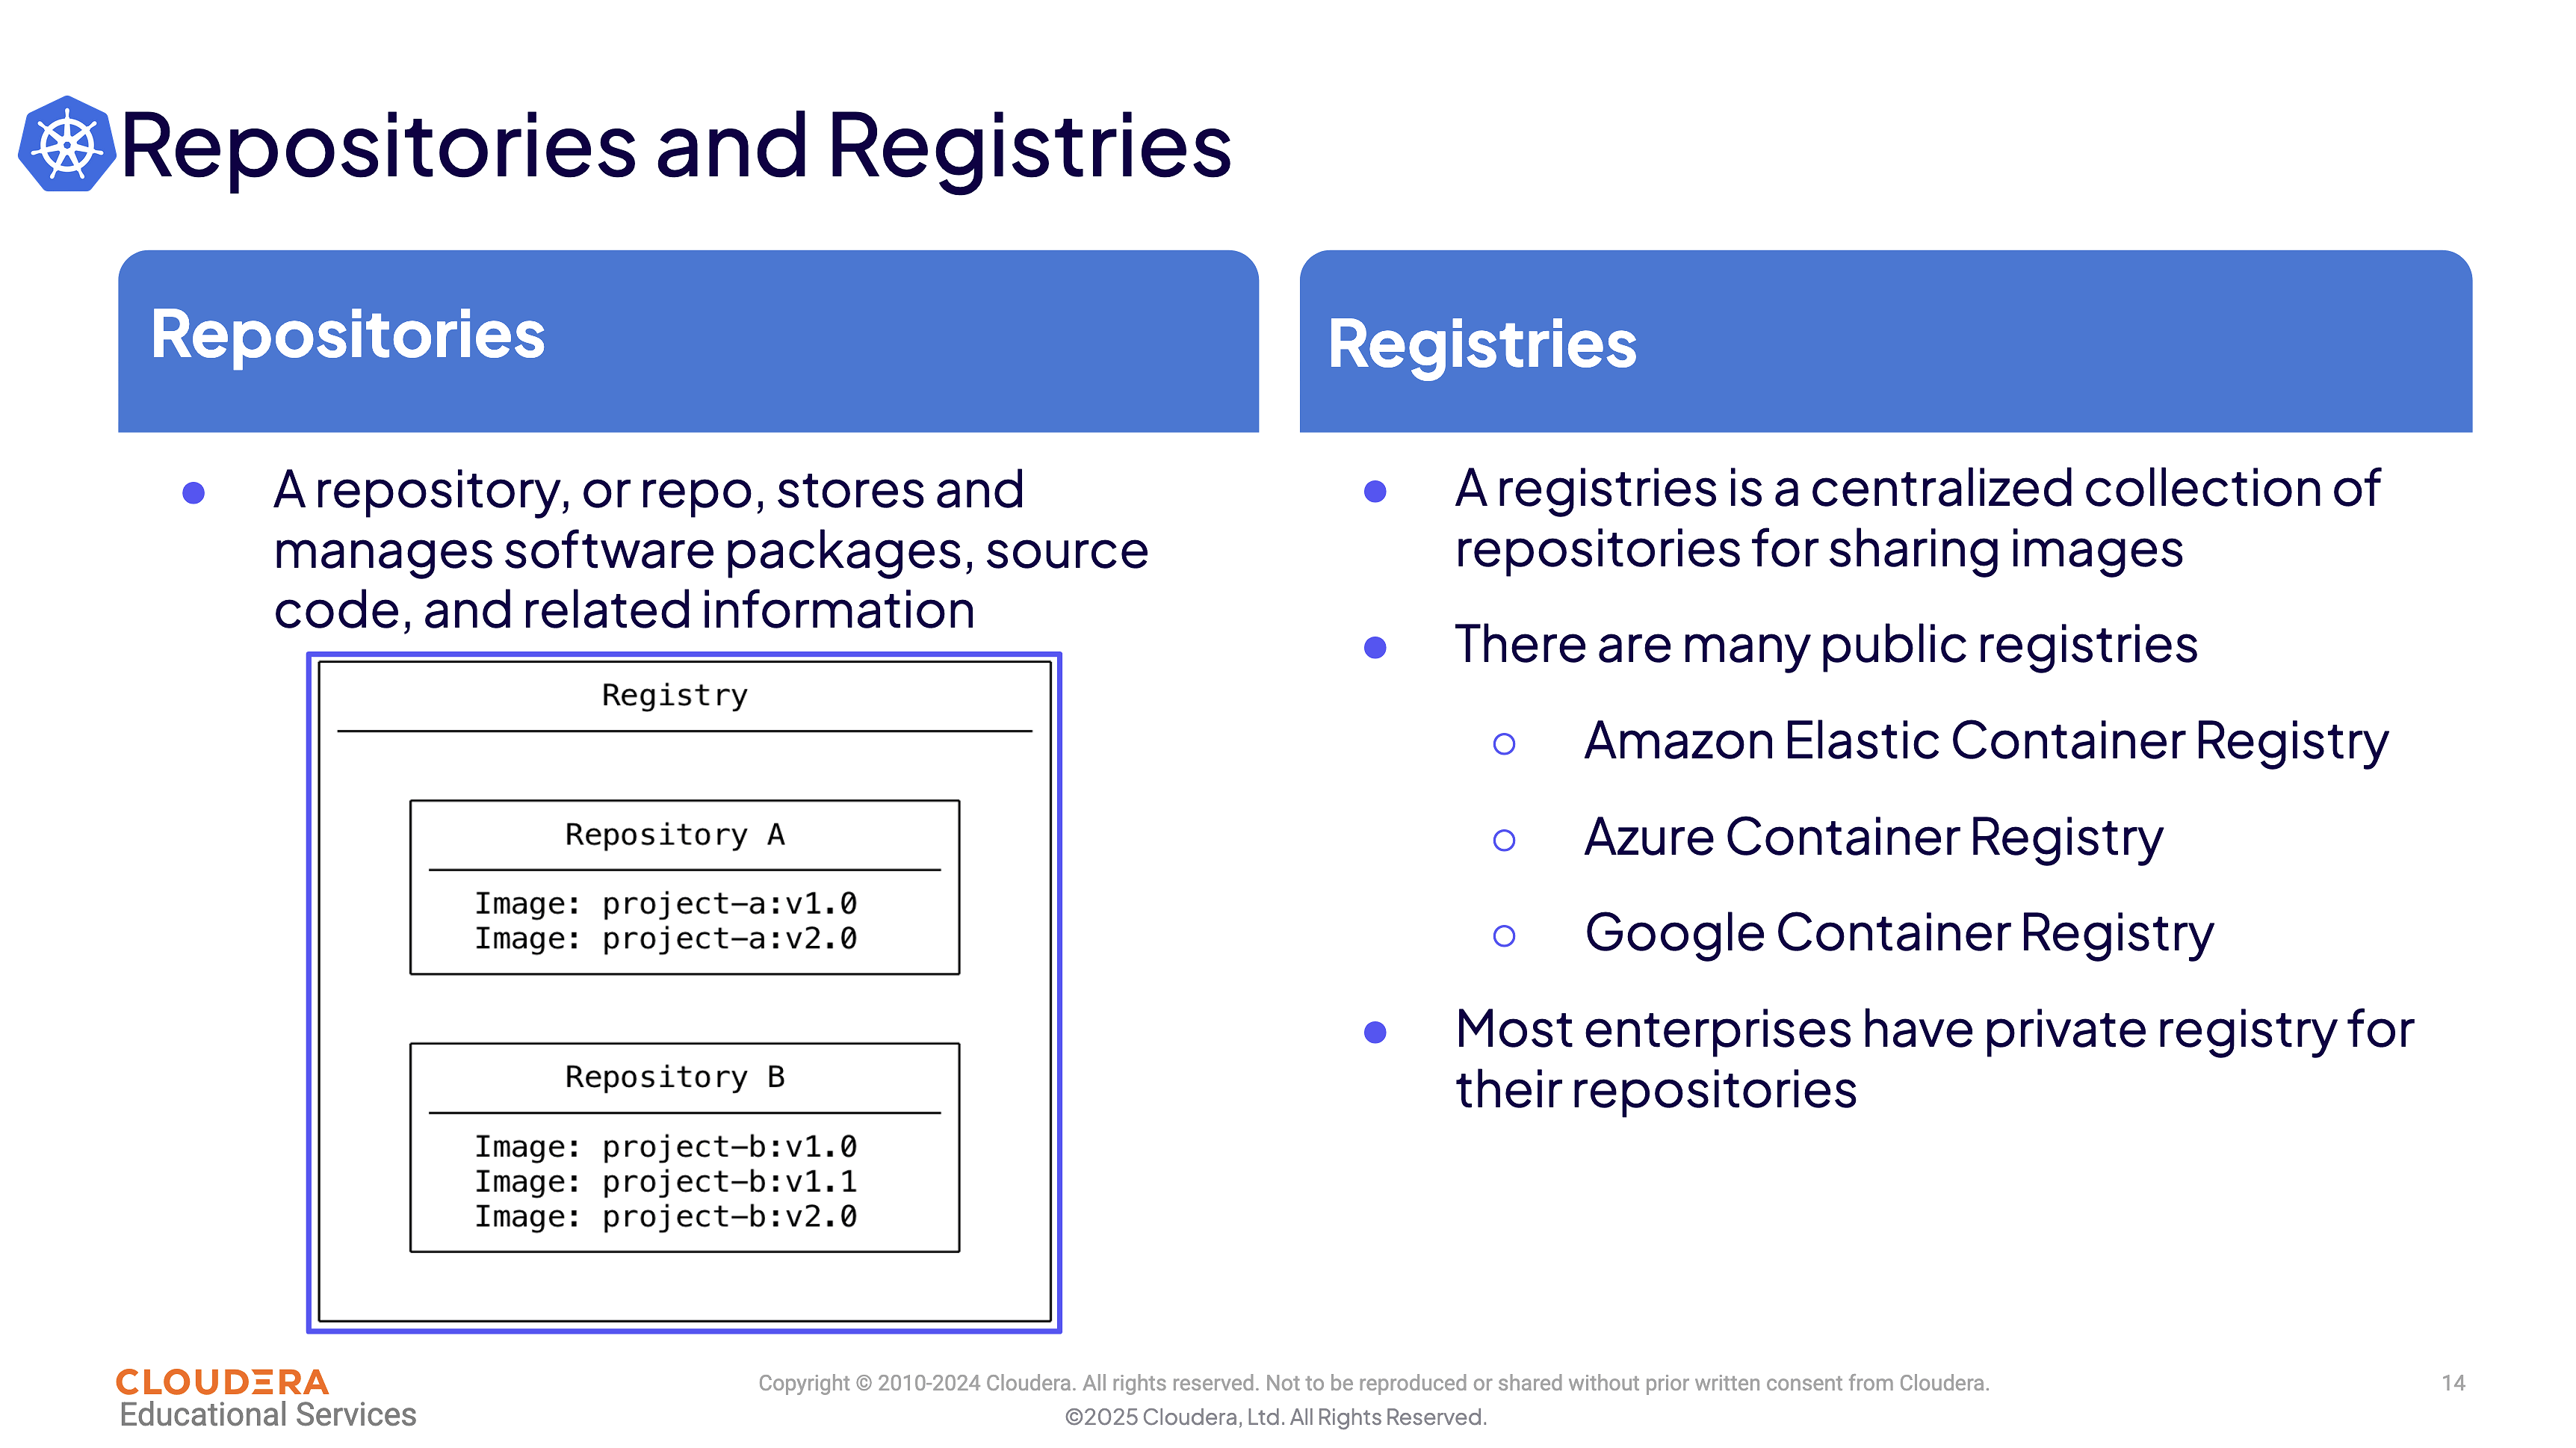 Repositories and Registries
Repositories
A repository, or repo, stores and
manages software packages, source
code, and related information
Registry
Repository A
Image: project-a:v1.0
Image: project-a:v2.0
Repository B
Image: project-b:v1.0
Image: project-b:v1.1
Image: project-b:v2.0
Registries
A registries is a centralized collection of
repositories for sharing images
There are many public registries
Amazon Elastic Container Registry
Azure Container Registry
Google Container Registry
Most enterprises have private registry for
their repositories
CLOUDERA
Educational Services
Copyright © 2010-2024 Cloudera. All rights reserved. Not to be reproduced or shared without prior written consent from Cloudera.
©2025 Cloudera, Ltd. All Rights Reserved.
14